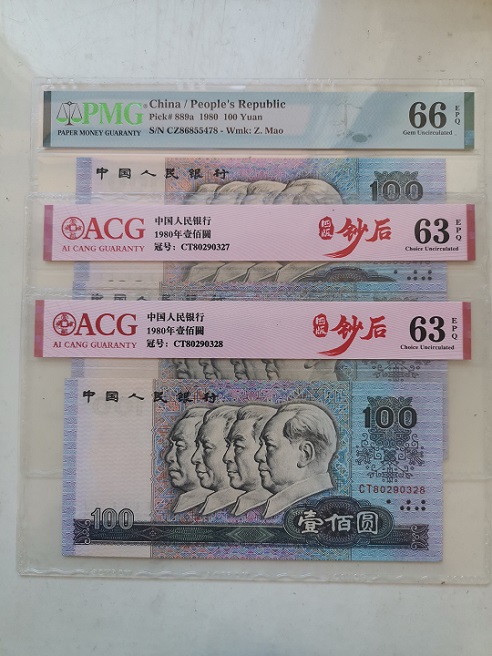 PMG
PAPER MONEY GUARANTY
China / People's Republic
Pick# 889a 1980 100 Yuan
S/N CZ86855478 - Wmk: Z. Mao
66 EPQ
Gem Uncirculated
中国人民银行
100
ACG
AI CANG GUARANTY
中国人民银行
1980年壹佰圆
冠号：CT80290327
钞后
63 EPQ
Choice Uncirculated
ACG
AI CANG GUARANTY
中国人民银行
1980年壹佰圆
冠号：CT80290328
钞后
63 EPQ
Choice Uncirculated
中国人民银行
100
CT80290328
100
壹佰圆